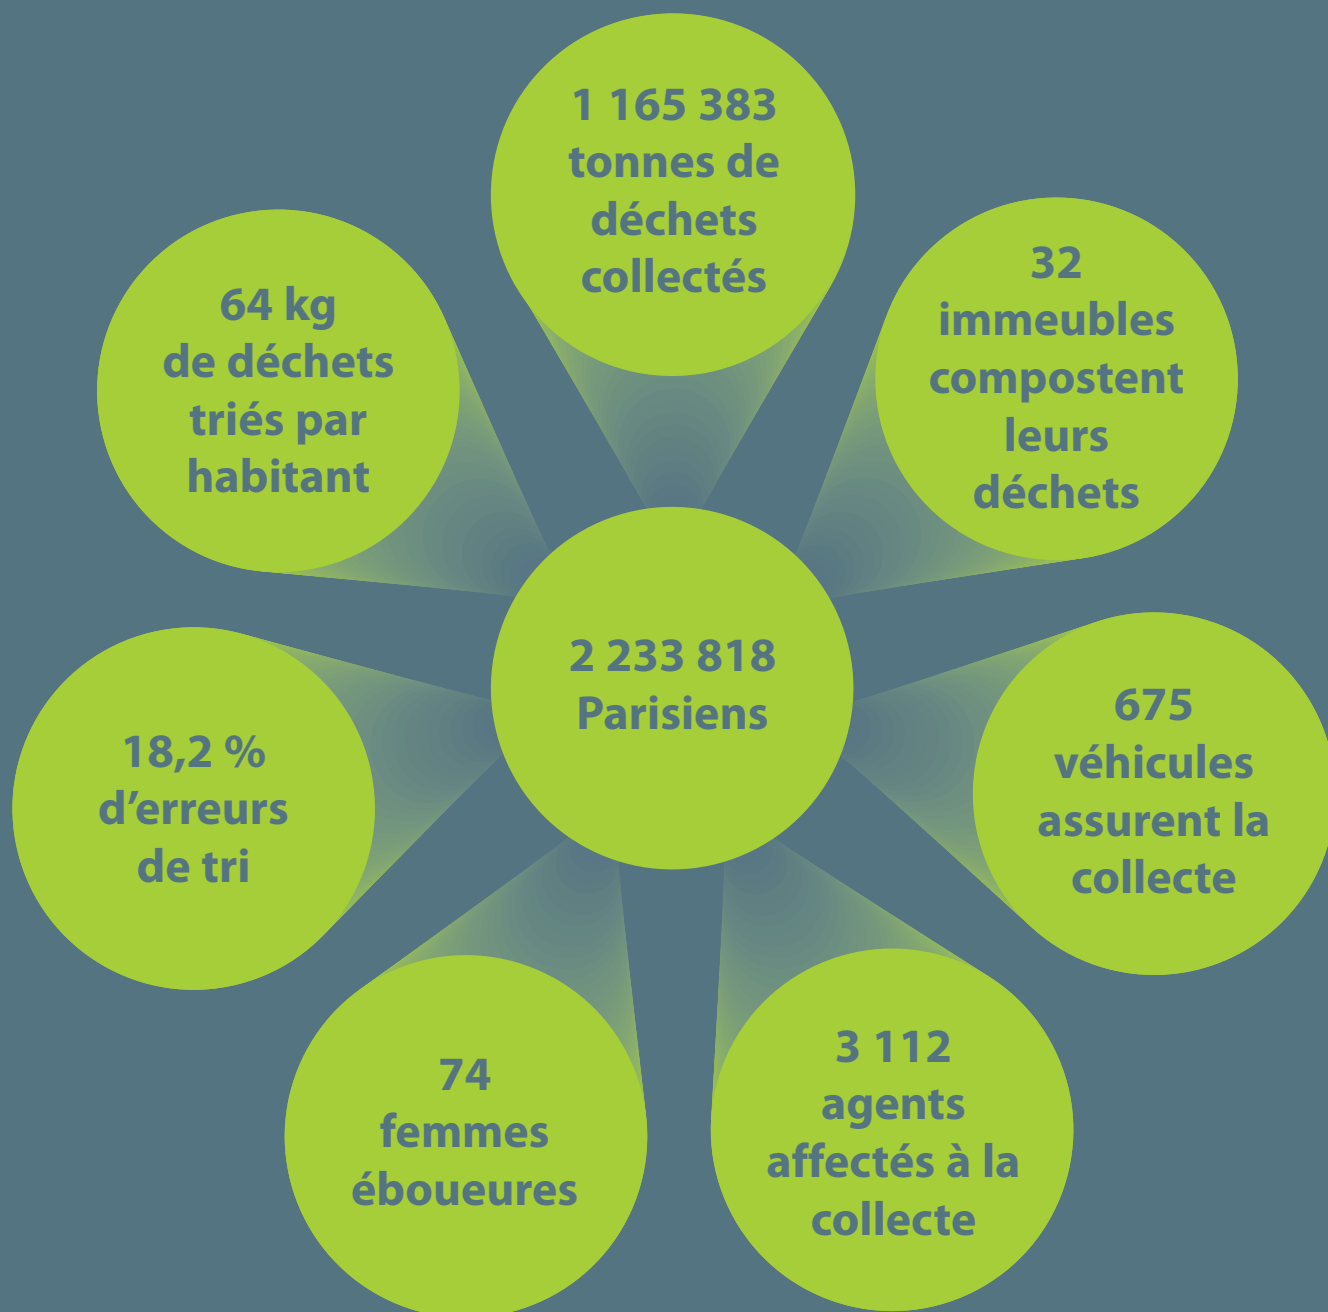 1 165 383
tonnes de
déchets
collectés
32
immeubles
compostent
leurs
déchets
64 kg
de déchets
triés par
habitant
2 233 818
Parisiens
675
véhicules
assurent la
collecte
18,2 %
d’erreurs
de tri
3 112
agents
affectés à la
collecte
74
femmes
éboueures